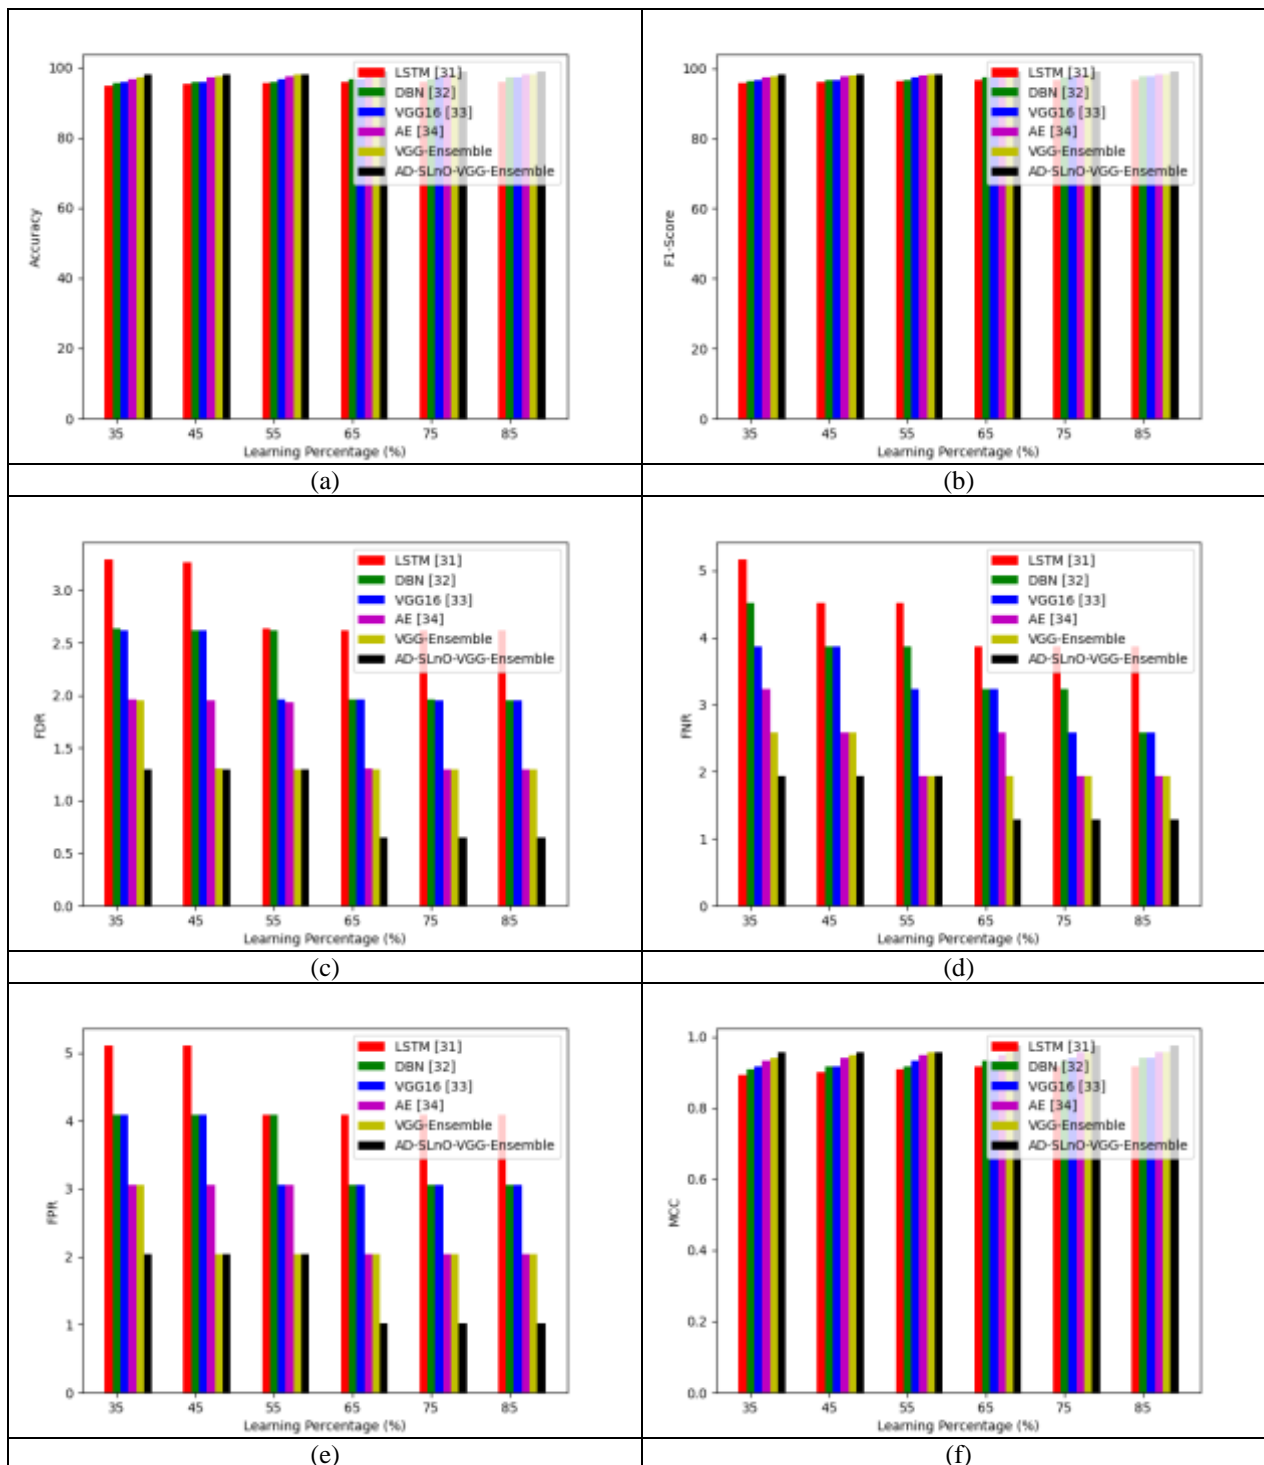 100
80
60
40
20
0
Accuracy
35 45 55 65 75 85
Learning Percentage (%)
LSTM [31]
DBN [32]
VGG16 [33]
AE [34]
VGG-Ensemble
AD-SLnO-VGG-Ensemble
(a)
100
80
60
40
20
0
F1-Score
35 45 55 65 75 85
Learning Percentage (%)
LSTM [31]
DBN [32]
VGG16 [33]
AE [34]
VGG-Ensemble
AD-SLnO-VGG-Ensemble
(b)
3.0
2.5
2.0
1.5
1.0
0.5
0.0
FDR
35 45 55 65 75 85
Learning Percentage (%)
LSTM [31]
DBN [32]
VGG16 [33]
AE [34]
VGG-Ensemble
AD-SLnO-VGG-Ensemble
(c)
5
4
3
2
1
0
FNR
35 45 55 65 75 85
Learning Percentage (%)
LSTM [31]
DBN [32]
VGG16 [33]
AE [34]
VGG-Ensemble
AD-SLnO-VGG-Ensemble
(d)
5
4
3
2
1
0
FPR
35 45 55 65 75 85
Learning Percentage (%)
LSTM [31]
DBN [32]
VGG16 [33]
AE [34]
VGG-Ensemble
AD-SLnO-VGG-Ensemble
(e)
1.0
0.8
0.6
0.4
0.2
0.0
MCC
35 45 55 65 75 85
Learning Percentage (%)
LSTM [31]
DBN [32]
VGG16 [33]
AE [34]
VGG-Ensemble
AD-SLnO-VGG-Ensemble
(f)